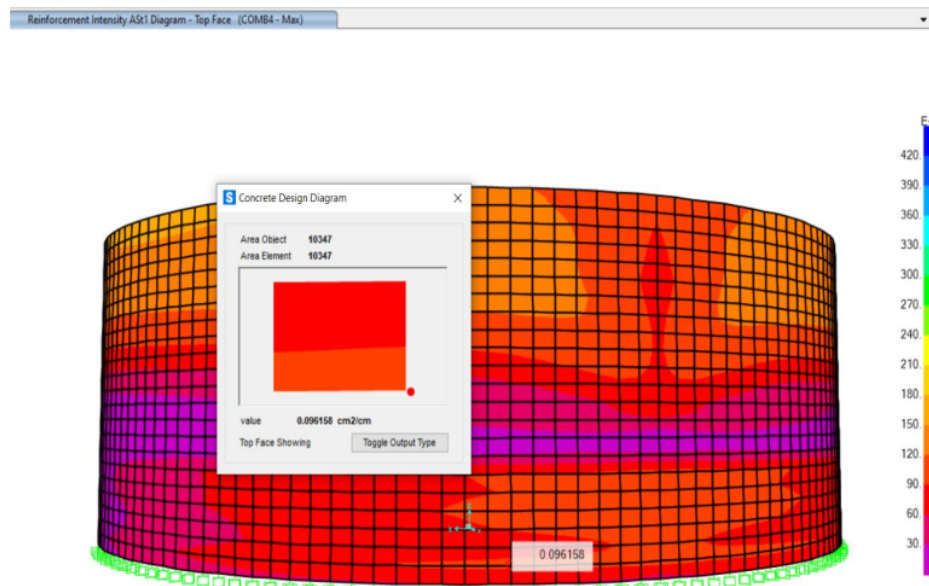 Reinforcement Intensity ASt1 Diagram - Top Face (COMB4 - Max)
S Concrete Design Diagram
Area Object 10347
Area Element 10347
value 0.096158 cm2/cm
Top Face Showing Toggle Output Type
0.096158
420.
390.
360.
330.
300.
270.
240.
210.
180.
150.
120.
90.
60.
30.